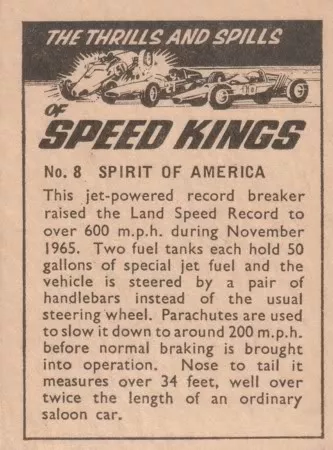 THE THRILLS AND SPILLS
OF
SPEED KINGS
No. 8 SPIRIT OF AMERICA
This jet-powered record breaker
raised the Land Speed Record to
over 600 m.p.h. during November
1965. Two fuel tanks each hold 50
gallons of special jet fuel and the
vehicle is steered by a pair of
handlebars instead of the usual
steering wheel. Parachutes are used
to slow it down to around 200 m.p.h.
before normal braking is brought
into operation. Nose to tail it
measures over 34 feet, well over
twice the length of an ordinary
saloon car.